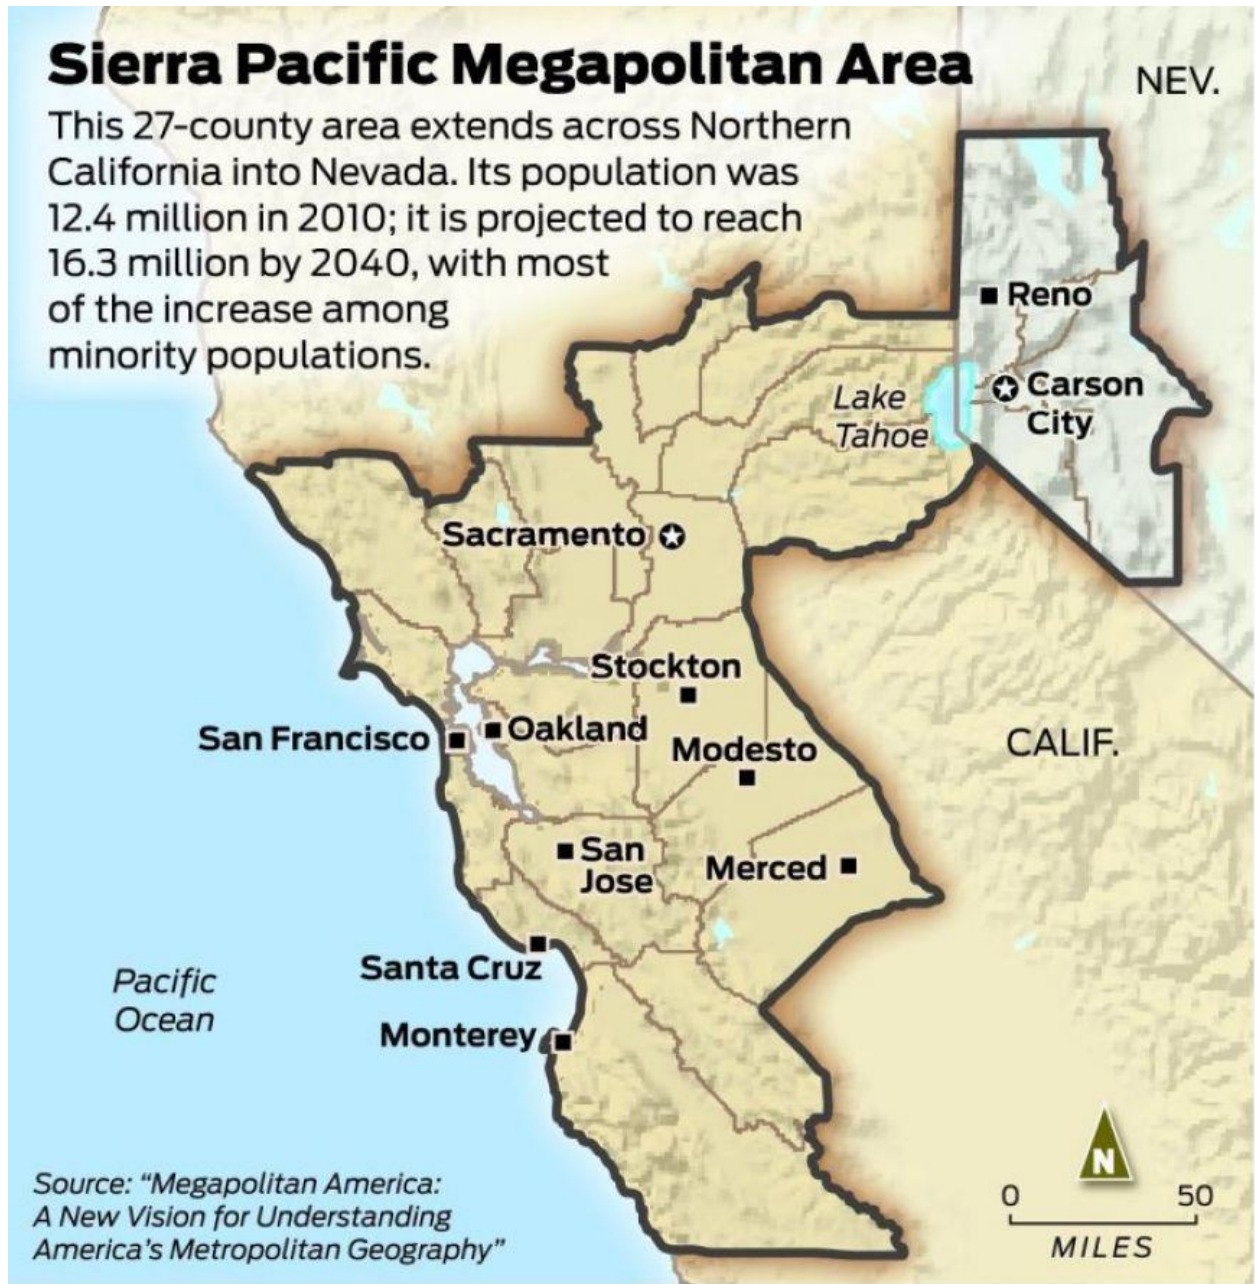 Sierra Pacific Megapolitan Area
This 27-county area extends across Northern
California into Nevada. Its population was
12.4 million in 2010; it is projected to reach
16.3 million by 2040, with most
of the increase among
minority populations.
NEV.
Reno
Carson
City
Lake
Tahoe
Sacramento
Stockton
San Francisco
Oakland
Modesto
CALIF.
San
Jose
Merced
Santa Cruz
Monterey
Pacific
Ocean
N
0 50
MILES
Source: “Megapolitan America:
A New Vision for Understanding
America’s Metropolitan Geography”